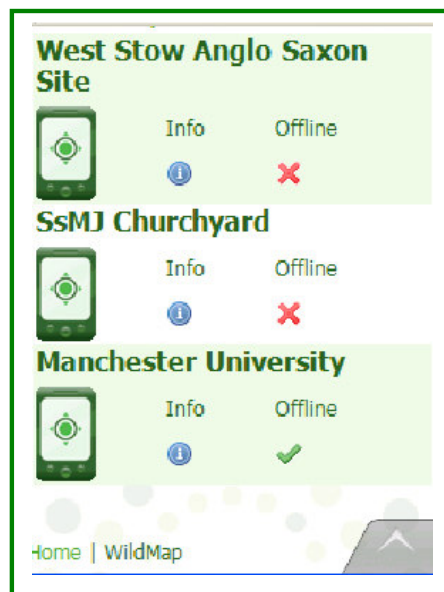 West Stow Anglo Saxon
Site
Info Offline
SsMJ Churchyard
Info Offline
Manchester University
Info Offline
Home | WildMap